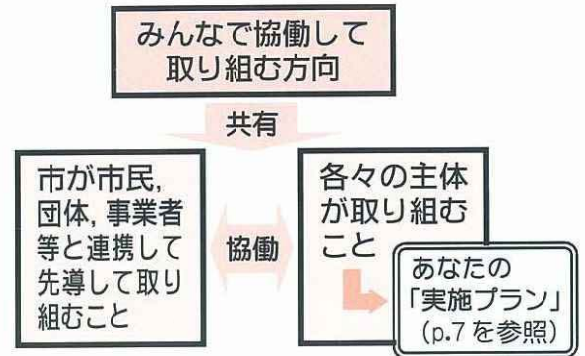 みんなで協働して
取り組む方向
共有
市が市民,
団体, 事業者
等と連携して
先導して取り
組むこと
協働
各々の主体
が取り組む
こと
あなたの
「実施プラン」
(p.7を参照)